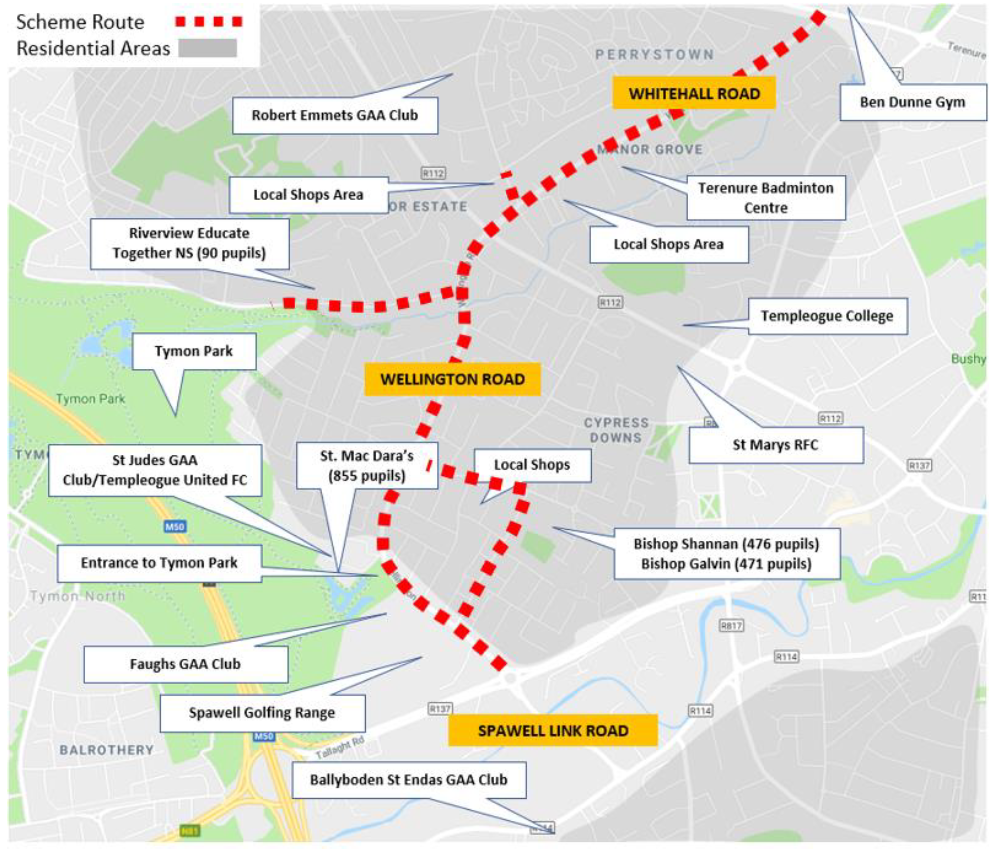 Scheme Route
Residential Areas
PERRYSTOWN
Terenure
WHITEHALL ROAD
Ben Dunne Gym
Robert Emmets GAA Club
MANOR GROVE
R112
Local Shops Area
Terenure Badminton
Centre
OR ESTATE
Riverview Educate
Together NS (90 pupils)
Local Shops Area
R112
Templeogue College
Tymon Park
Bushy
WELLINGTON ROAD
Tymon Park
CYPRESS
DOWNS
R112
St Marys RFC
St Judes GAA
Club/Templeogue United FC
St. Mac Dara's
(855 pupils)
Local Shops
R137
M50
Bishop Shannan (476 pupils)
Bishop Galvin (471 pupils)
Entrance to Tymon Park
Tymon North
R817
R114
Faughs GAA Club
Spawell Golfing Range
R137
R114
SPAWELL LINK ROAD
M50
Tallaght Rd
BALROTHERY
Ballyboden St Endas GAA Club
N81